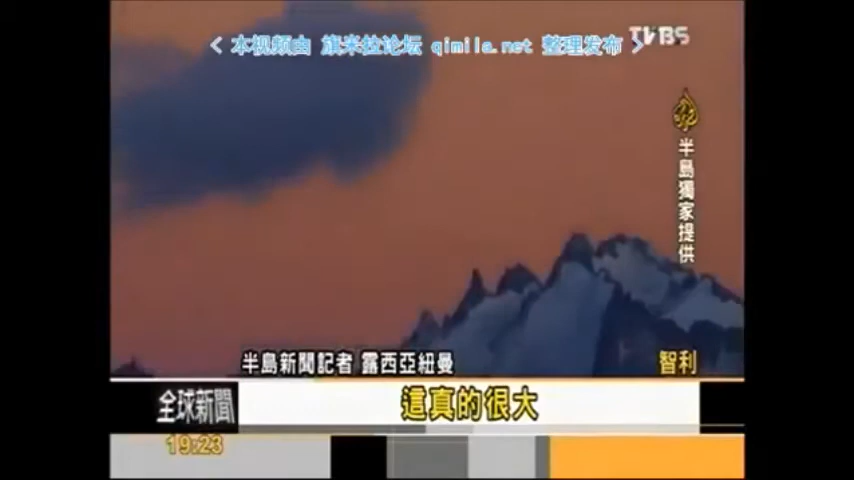 < 本视频由 旗米拉论坛 qimila.net 整理发布 >
TVBS
半島獨家提供
半島新聞記者 露西亞紐曼
智利
全球新聞
這真的很大
19:23